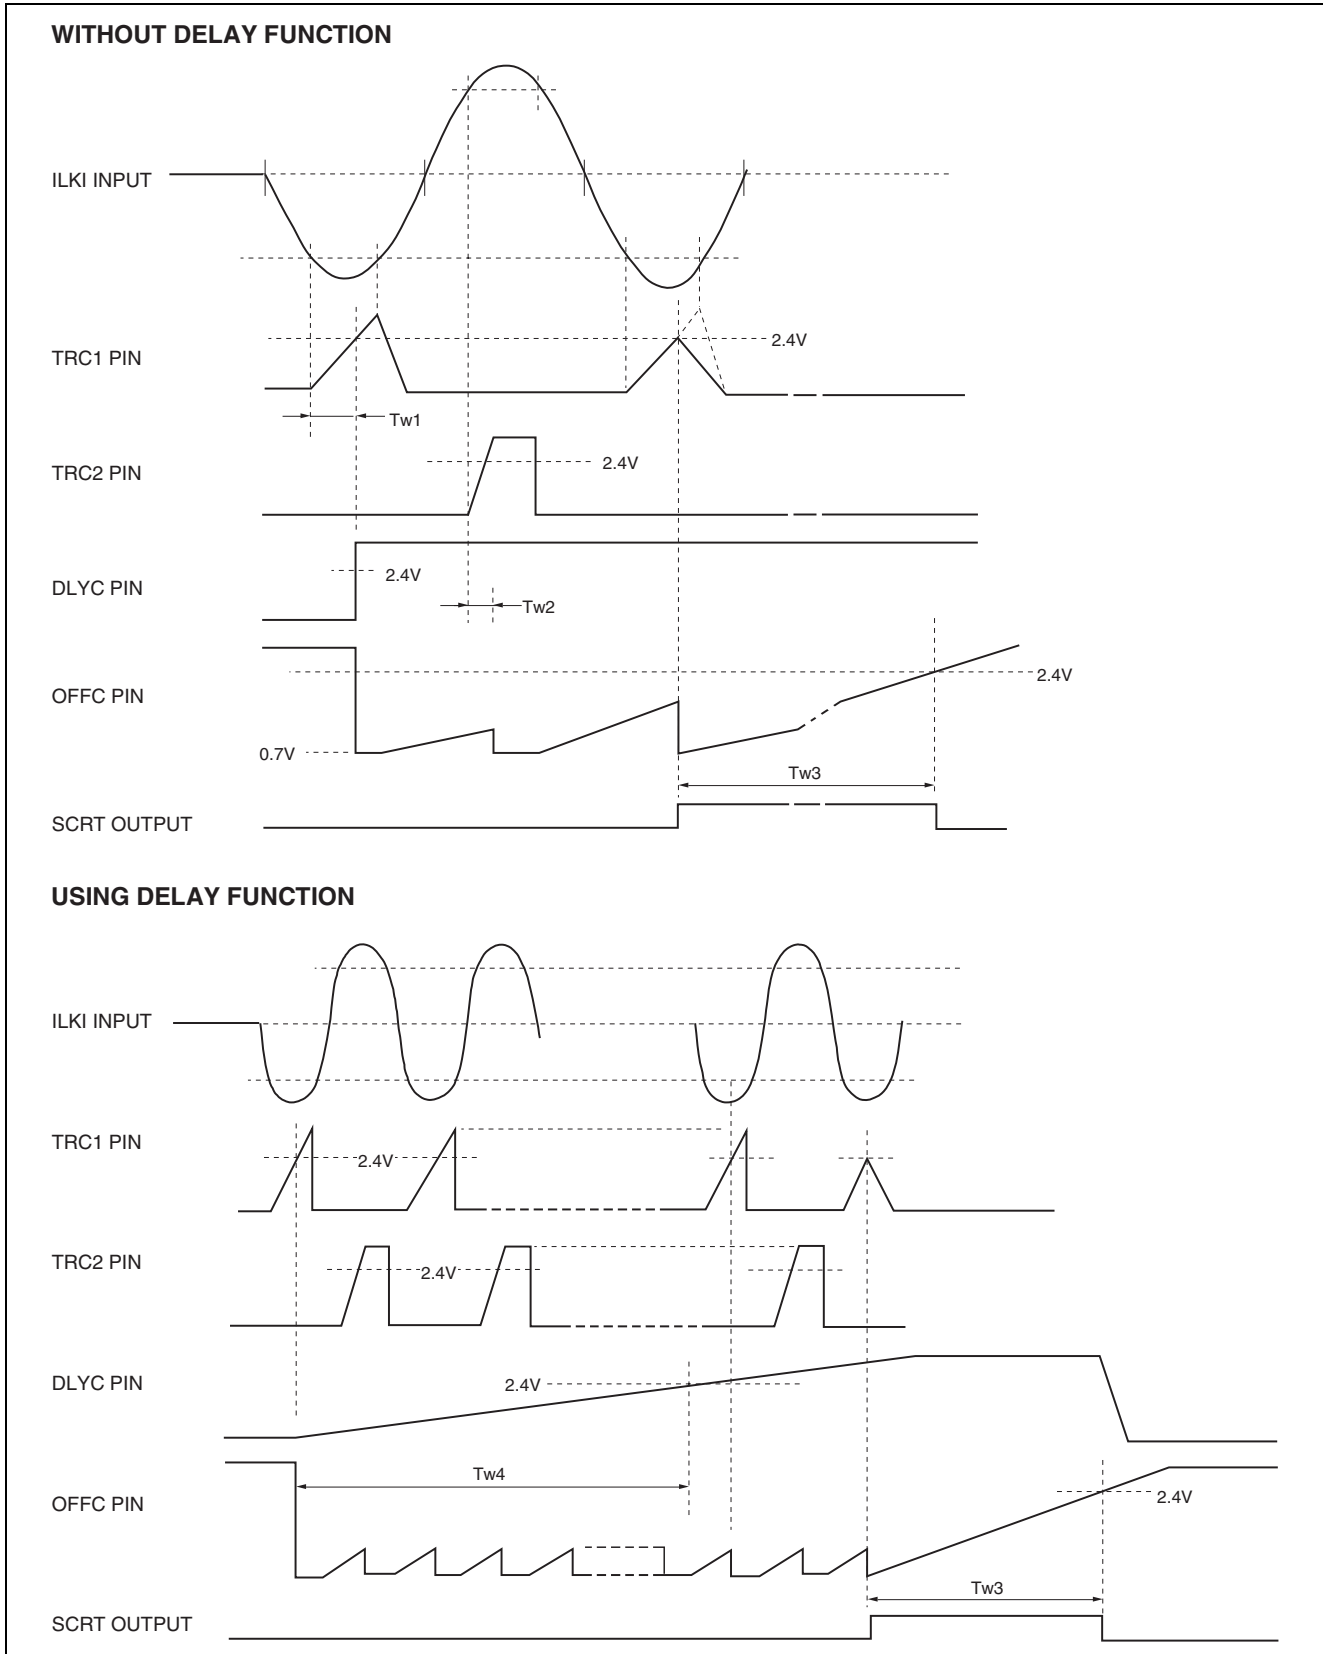 WITHOUT DELAY FUNCTION
ILKI INPUT
TRC1 PIN
2.4V
Tw1
TRC2 PIN
2.4V
DLYC PIN
2.4V
Tw2
OFFC PIN
2.4V
0.7V
Tw3
SCRT OUTPUT
USING DELAY FUNCTION
ILKI INPUT
TRC1 PIN
2.4V
TRC2 PIN
2.4V
DLYC PIN
2.4V
Tw4
OFFC PIN
2.4V
Tw3
SCRT OUTPUT